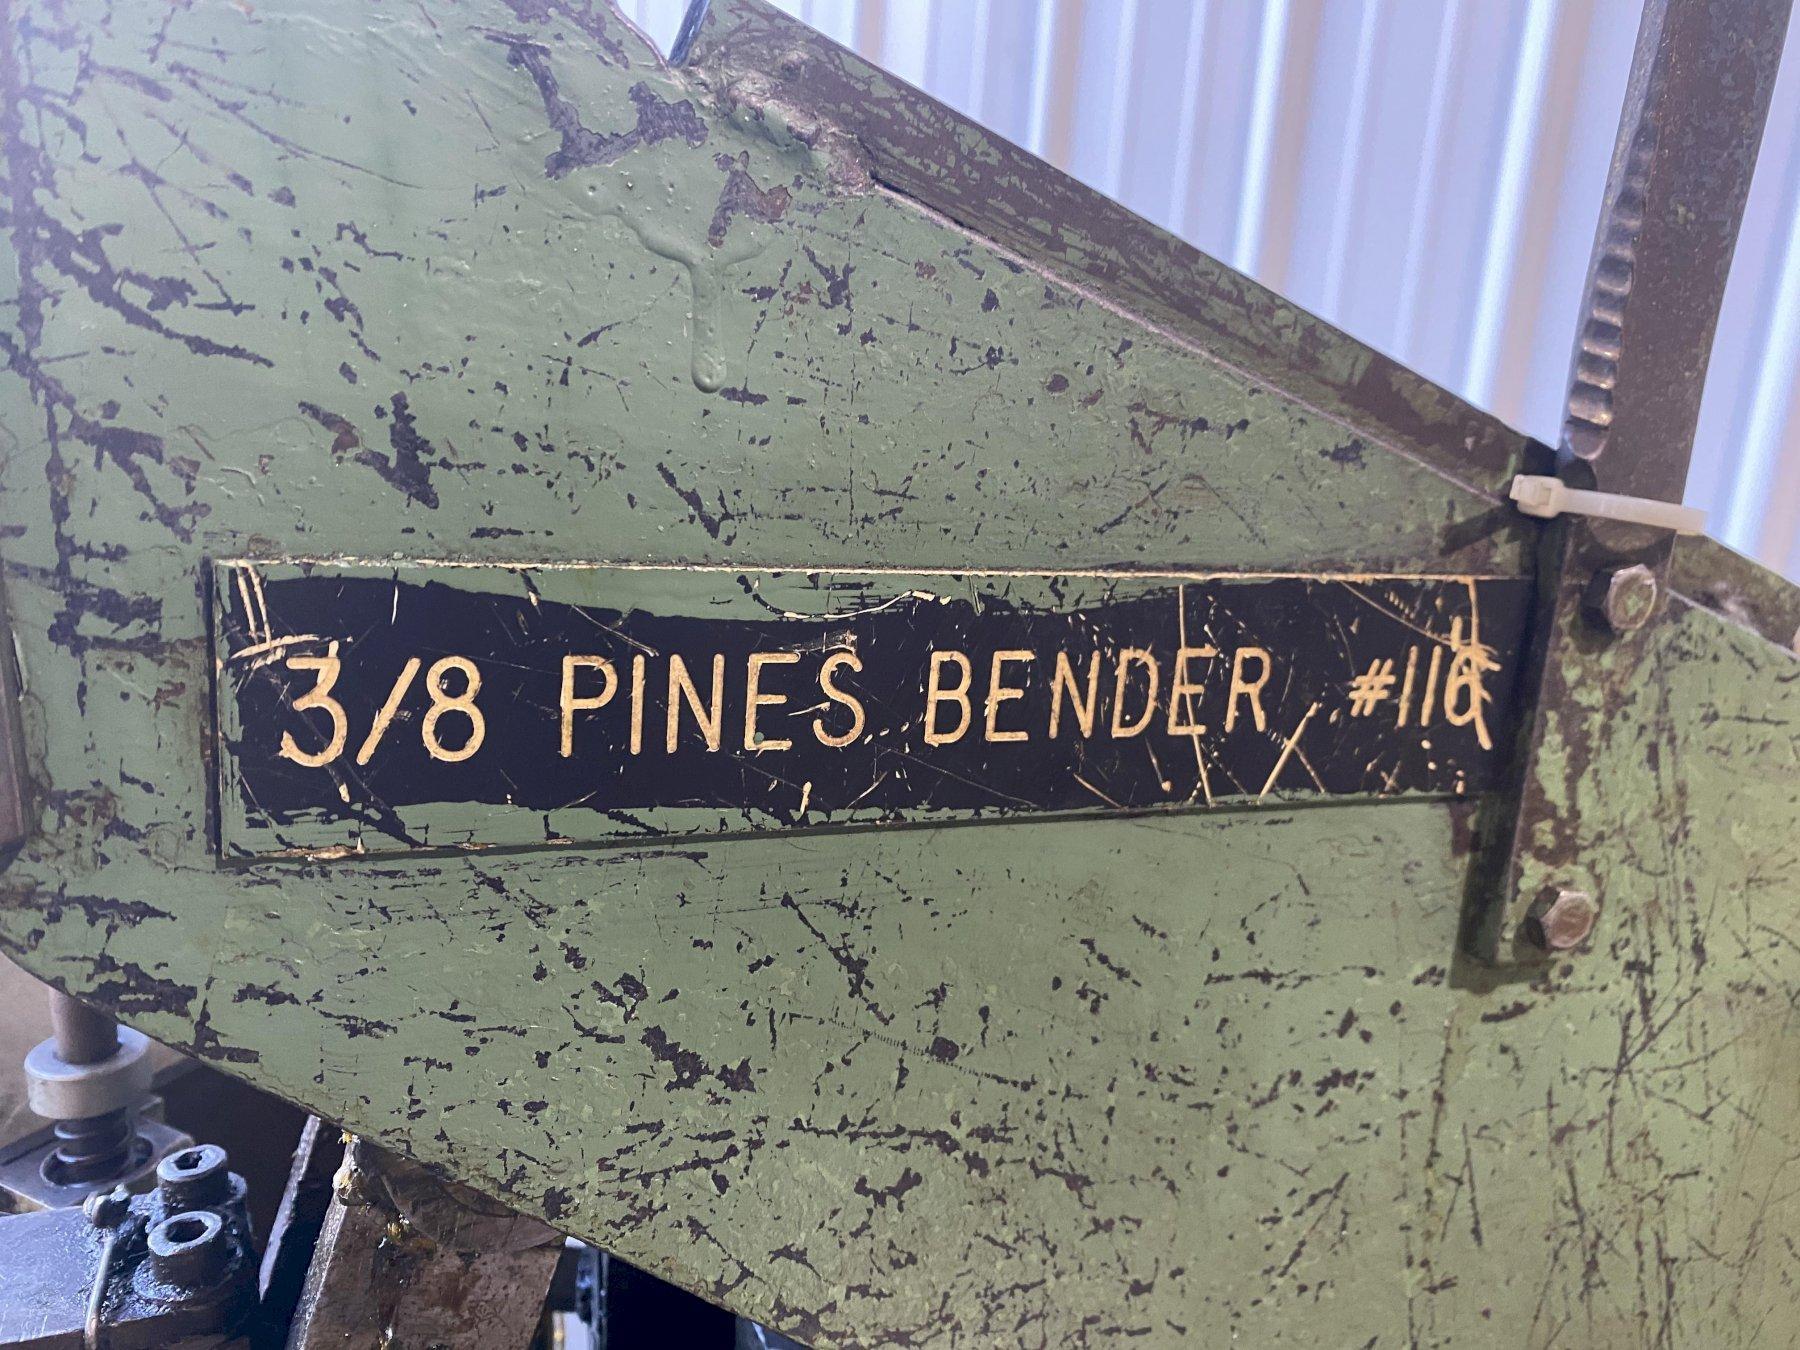 3/8 PINES BENDER #116